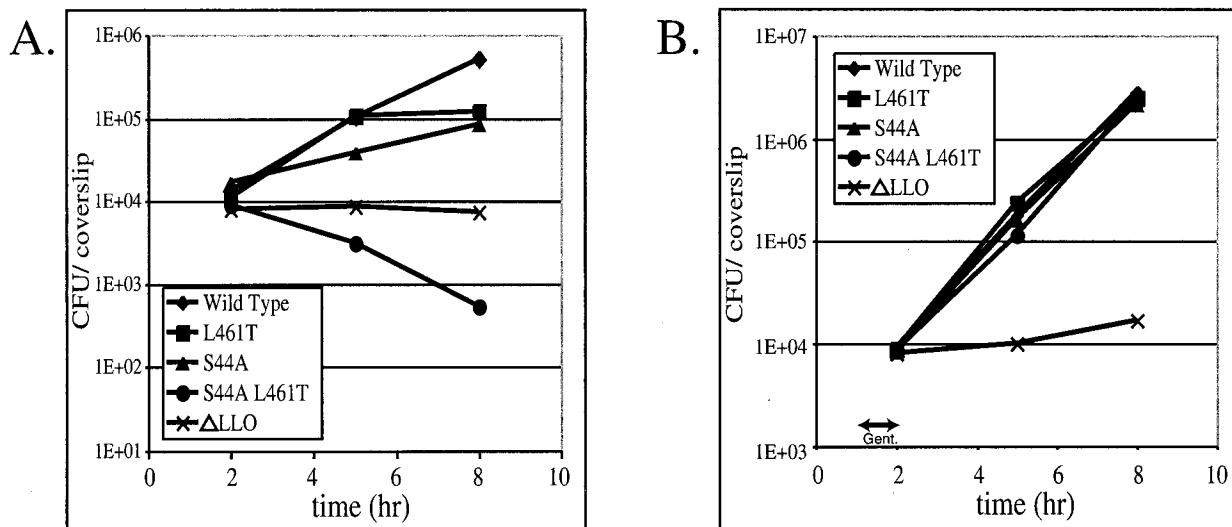 A.
1E+06
1E+05
1E+04
1E+03
1E+02
1E+01
CFU/ coverslip
Wild Type
L461T
S44A
S44A L461T
△LLO
0 2 4 6 8 10
time (hr)
B.
1E+07
1E+06
1E+05
1E+04
1E+03
CFU/ coverslip
Wild Type
L461T
S44A
S44A L461T
△LLO
Gent.
0 2 4 6 8 10
time (hr)